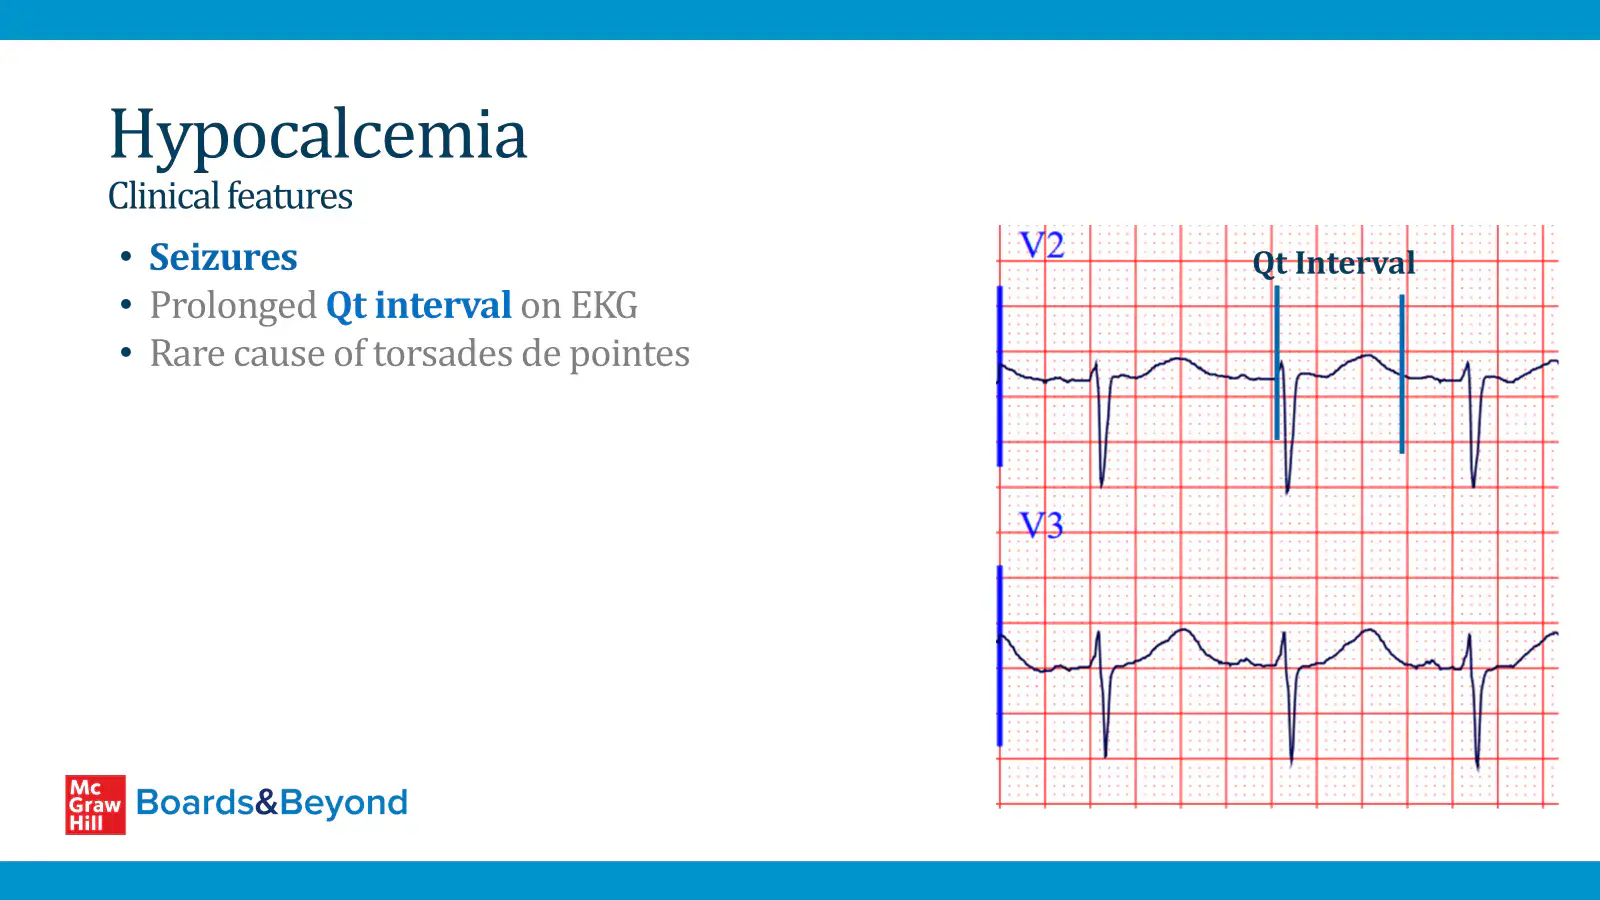 Hypocalcemia
Clinical features
• Seizures
• Prolonged Qt interval on EKG
• Rare cause of torsades de pointes
V2
Qt Interval
V3
Mc
Graw
Hill
Boards&Beyond